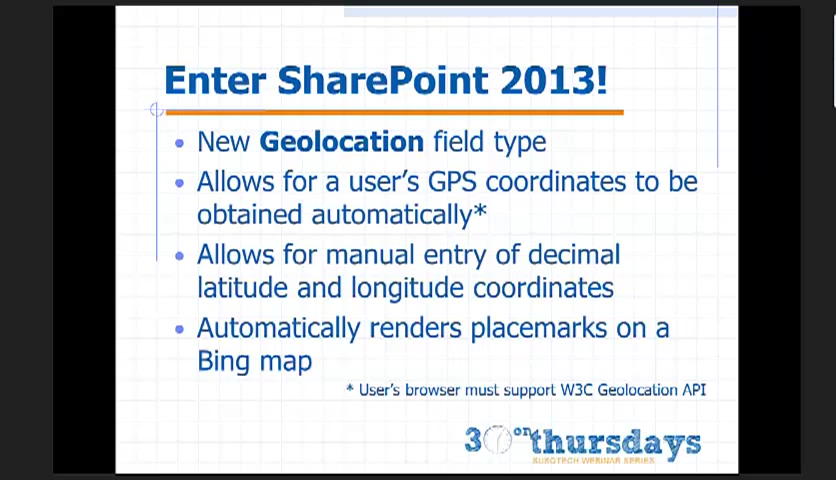 Enter SharePoint 2013!
• New Geolocation field type
• Allows for a user's GPS coordinates to be
obtained automatically*
• Allows for manual entry of decimal
latitude and longitude coordinates
• Automatically renders placemarks on a
Bing map
* User's browser must support W3C Geolocation API
30 on thursdays
SURGTECH WEBINAR SERIES